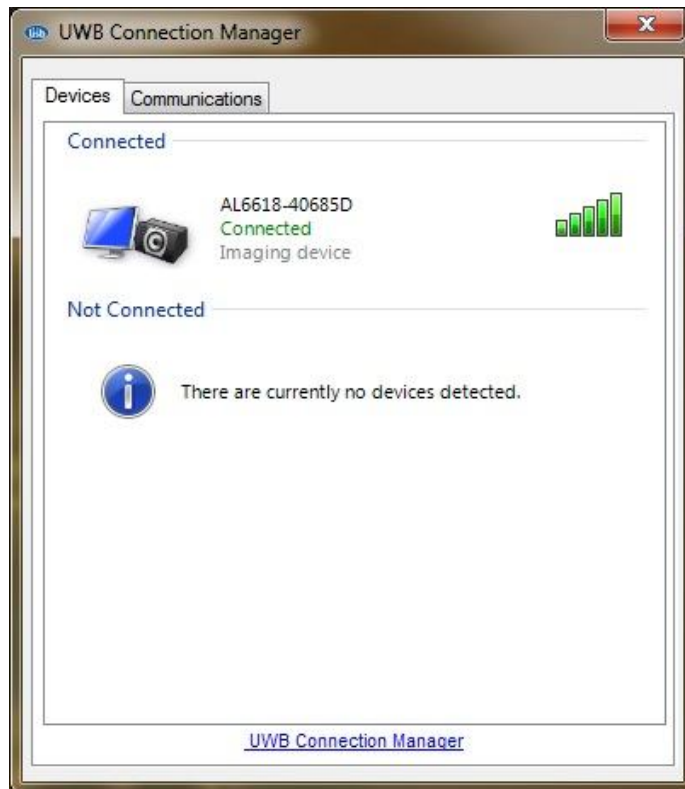 UWB Connection Manager
Devices
Communications
Connected
AL6618-40685D
Connected
Imaging device
Not Connected
There are currently no devices detected.
UWB Connection Manager